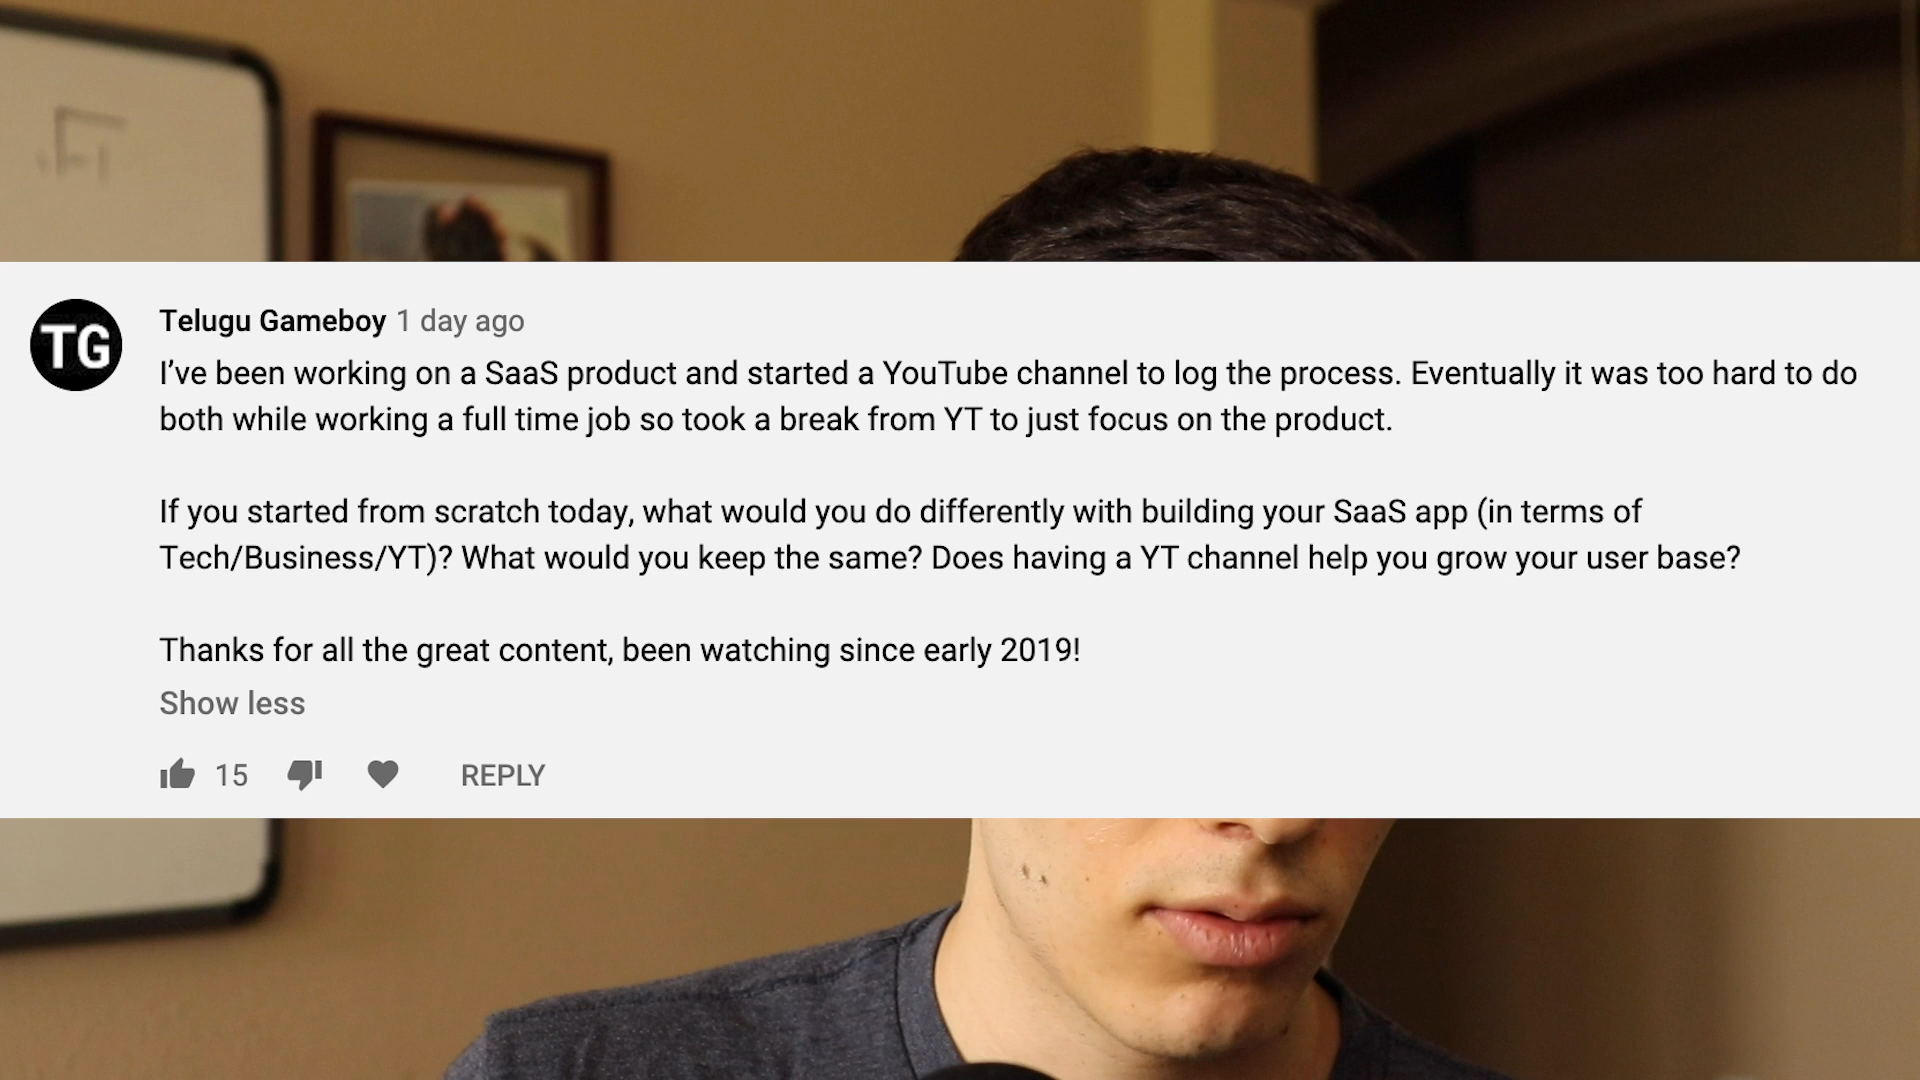 TG
Telugu Gameboy 1 day ago
I’ve been working on a SaaS product and started a YouTube channel to log the process. Eventually it was too hard to do
both while working a full time job so took a break from YT to just focus on the product.
If you started from scratch today, what would you do differently with building your SaaS app (in terms of
Tech/Business/YT)? What would you keep the same? Does having a YT channel help you grow your user base?
Thanks for all the great content, been watching since early 2019!
Show less
15 REPLY